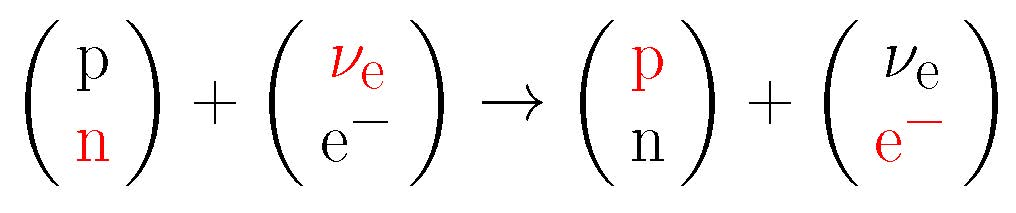 ( p ) + ( νₑ ) → ( p ) + ( νₑ )
( n ) ( e⁻ ) ( n ) ( e⁻ )